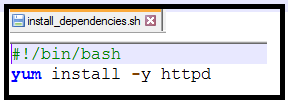 install_dependencies.sh
#!/bin/bash
yum install -y httpd